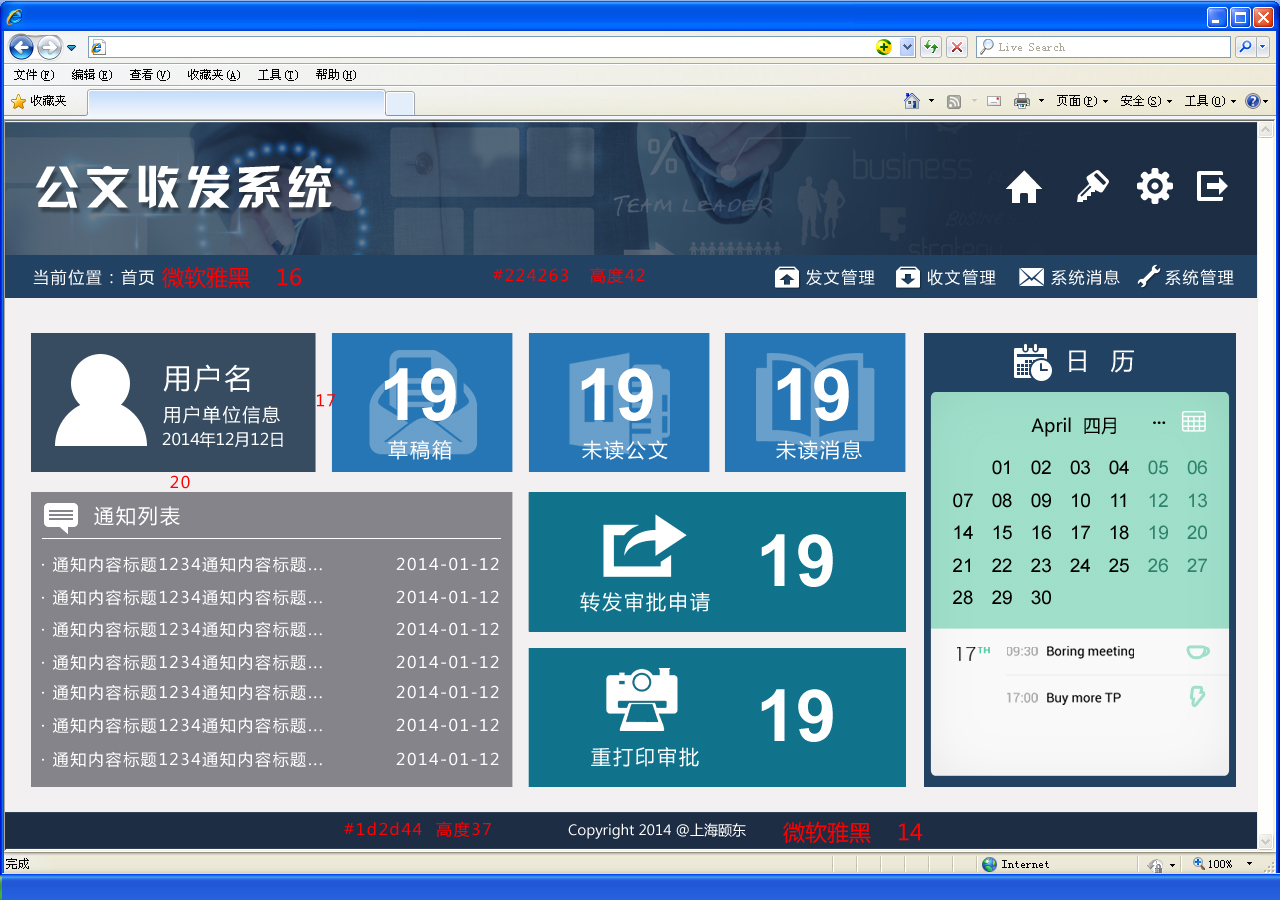 Live Search
文件(F) 编辑(E) 查看(V) 收藏夹(A) 工具(T) 帮助(H)
收藏夹
页面(P) 安全(S) 工具(O)
公文收发系统
% business
TEAM LEADER
BUSINESS
strategy
当前位置：首页 微软雅黑 16 #224263 高度42 发文管理 收文管理 系统消息 系统管理
用户名
用户单位信息
2014年12月12日
17
20
19
草稿箱
19
未读公文
19
未读消息
日 历
April 四月 ...
01 02 03 04 05 06
07 08 09 10 11 12 13
14 15 16 17 18 19 20
21 22 23 24 25 26 27
28 29 30
17TH 09:30 Boring meeting
17:00 Buy more TP
通知列表
· 通知内容标题1234通知内容标题... 2014-01-12
· 通知内容标题1234通知内容标题... 2014-01-12
· 通知内容标题1234通知内容标题... 2014-01-12
· 通知内容标题1234通知内容标题... 2014-01-12
· 通知内容标题1234通知内容标题... 2014-01-12
· 通知内容标题1234通知内容标题... 2014-01-12
· 通知内容标题1234通知内容标题... 2014-01-12
转发审批申请
19
重打印审批
19
#1d2d44 高度37 Copyright 2014 @上海颐东 微软雅黑 14
完成 Internet 100%